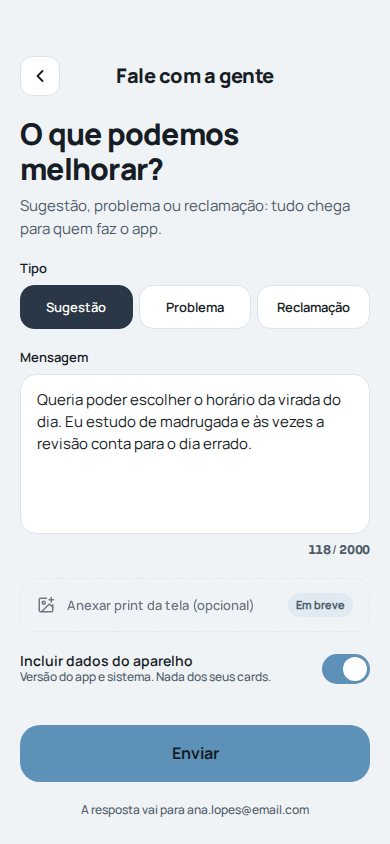 Fale com a gente
O que podemos
melhorar?
Sugestão, problema ou reclamação: tudo chega
para quem faz o app.
Tipo
Sugestão
Problema
Reclamação
Mensagem
Queria poder escolher o horário da virada do
dia. Eu estudo de madrugada e às vezes a
revisão conta para o dia errado.
118 / 2000
Anexar print da tela (opcional)
Em breve
Incluir dados do aparelho
Versão do app e sistema. Nada dos seus cards.
Enviar
A resposta vai para ana.lopes@email.com